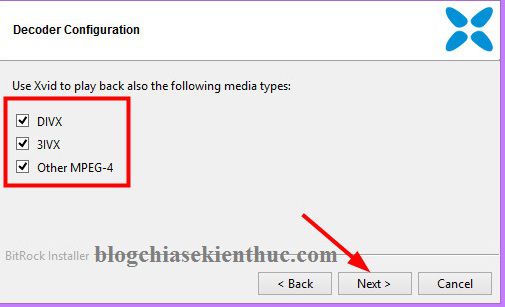 Decoder Configuration
Use Xvid to play back also the following media types:
DIVX
3IVX
Other MPEG-4
BitRock Installer
blogchiasekienthuc.com
< Back
Next >
Cancel